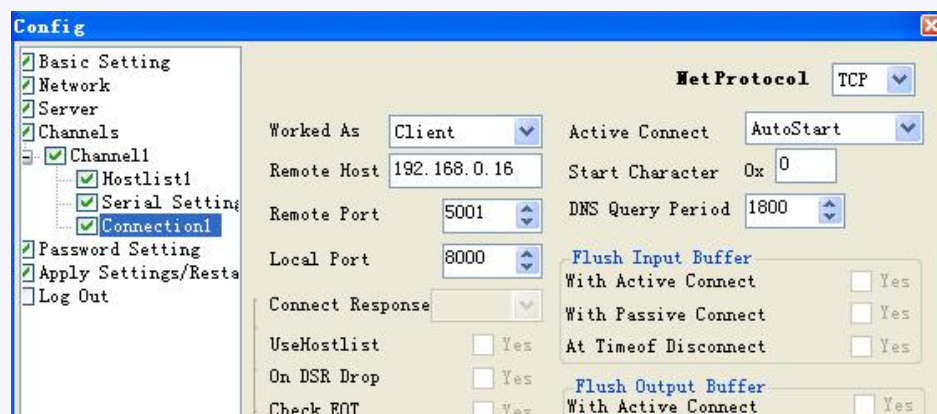 Config
Basic Setting
Network
Server
Channels
Channel1
Hostlist1
Serial Setting
Connection1
Password Setting
Apply Settings/Resta
Log Out
NetProtocol TCP
Worked As Client
Active Connect AutoStart
Remote Host 192.168.0.16
Start Character 0x 0
Remote Port 5001
DNS Query Period 1800
Local Port 8000
Flush Input Buffer
With Active Connect Yes
Connect Response
With Passive Connect Yes
UseHostlist Yes
At Timeof Disconnect Yes
On DSR Drop Yes
Flush Output Buffer
Check EOT Yes
With Active Connect Yes